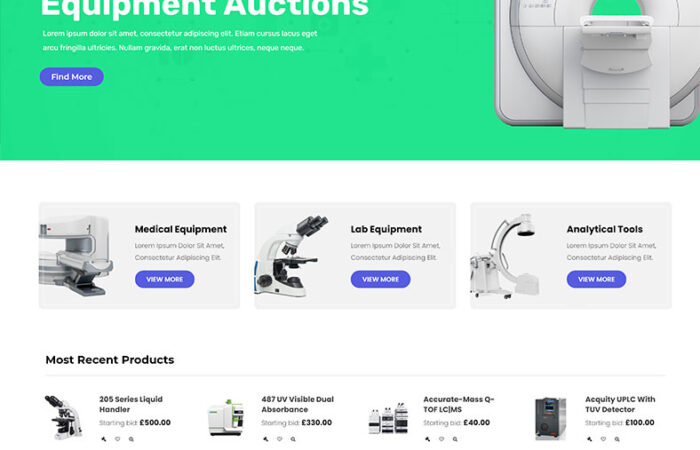 Equipment Auctions
Lorem ipsum dolor sit amet, consectetur adipiscing elit. Etiam cursus lacus eget
arcu fringilla ultricies. Nullam gravida, erat non luctus ultrices, neque neque.
Find More
Medical Equipment
Lorem Ipsum Dolor Sit Amet,
Consectetur Adipiscing Elit.
VIEW MORE
Lab Equipment
Lorem Ipsum Dolor Sit Amet,
Consectetur Adipiscing Elit.
VIEW MORE
Analytical Tools
Lorem Ipsum Dolor Sit Amet,
Consectetur Adipiscing Elit.
VIEW MORE
Most Recent Products
205 Series Liquid
Handler
Starting bid: £500.00
487 UV Visible Dual
Absorbance
Starting bid: £330.00
Accurate-Mass Q-
TOF LC|MS
Starting bid: £40.00
Acquity UPLC With
TUV Detector
Starting bid: £100.00